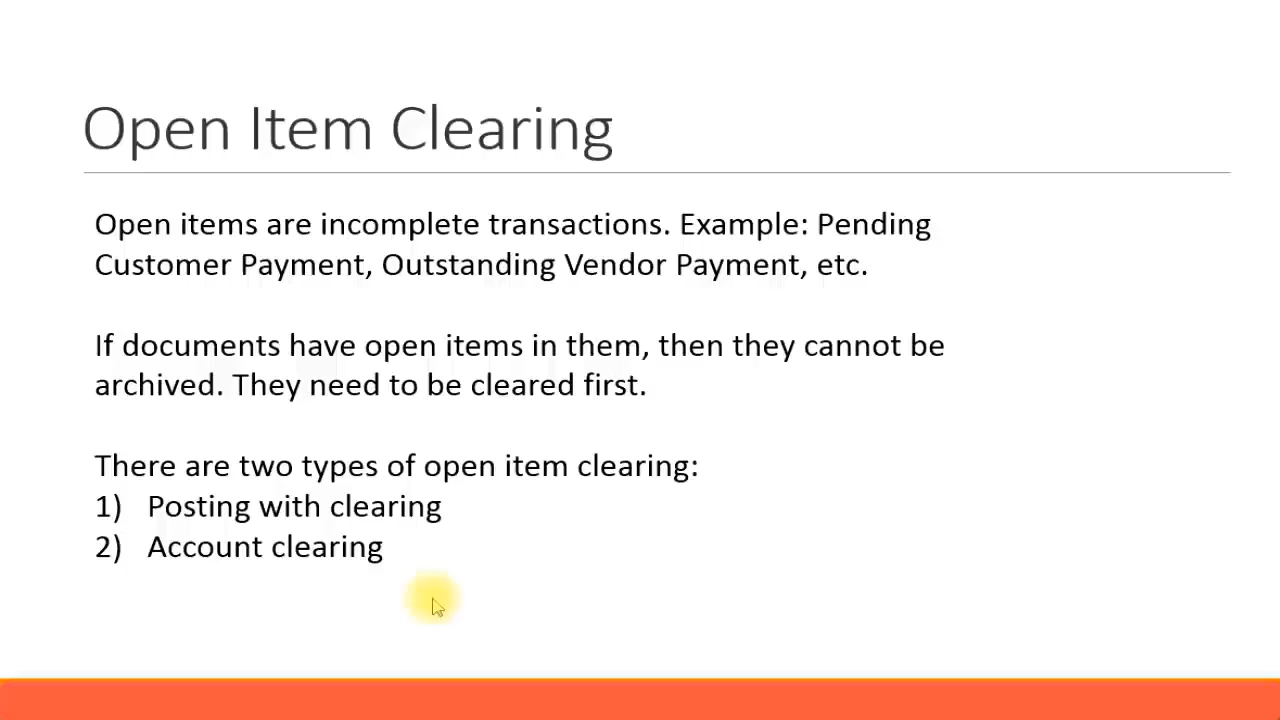 Open Item Clearing
Open items are incomplete transactions. Example: Pending
Customer Payment, Outstanding Vendor Payment, etc.
If documents have open items in them, then they cannot be
archived. They need to be cleared first.
There are two types of open item clearing:
1) Posting with clearing
2) Account clearing